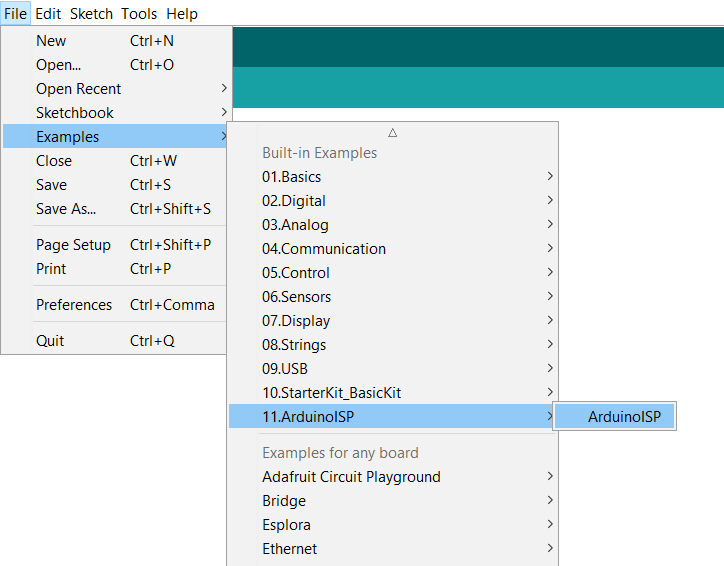 File Edit Sketch Tools Help
New Ctrl+N
Open... Ctrl+O
Open Recent
Sketchbook
Examples
Close Ctrl+W
Save Ctrl+S
Save As... Ctrl+Shift+S
Page Setup Ctrl+Shift+P
Print Ctrl+P
Preferences Ctrl+Comma
Quit Ctrl+Q
Built-in Examples
01.Basics
02.Digital
03.Analog
04.Communication
05.Control
06.Sensors
07.Display
08.Strings
09.USB
10.StarterKit_BasicKit
11.ArduinoISP
ArduinoISP
Examples for any board
Adafruit Circuit Playground
Bridge
Esplora
Ethernet